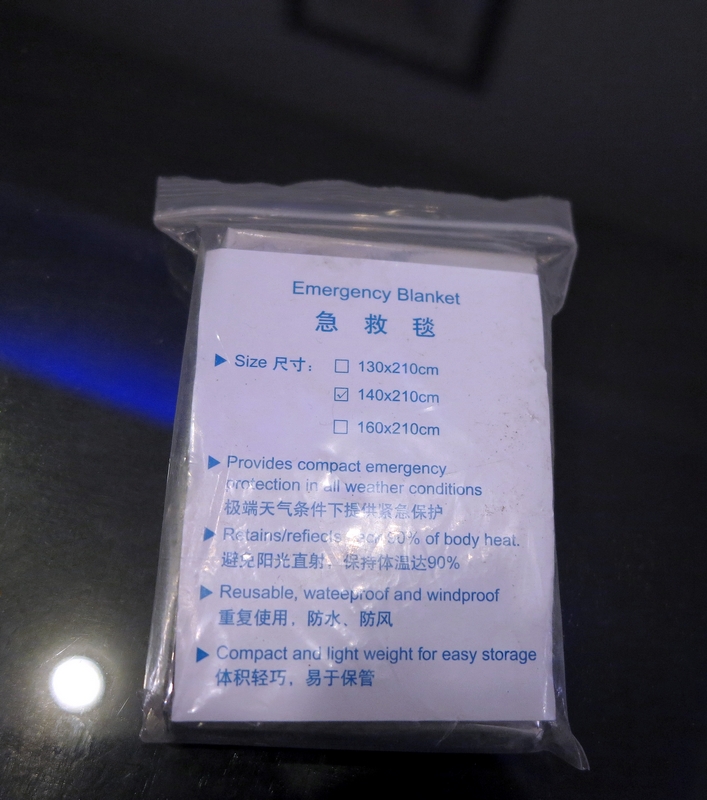 Emergency Blanket
急 救 毯
▶ Size 尺寸： ☐ 130x210cm
☑ 140x210cm
☐ 160x210cm
▶ Provides compact emergency
protection in all weather conditions
极端天气条件下提供紧急保护
▶ Retains/refiects 90% of body heat.
避免阳光直射，保持体温达90%
▶ Reusable, wateeproof and windproof
重复使用，防水、防风
▶ Compact and light weight for easy storage
体积轻巧，易于保管